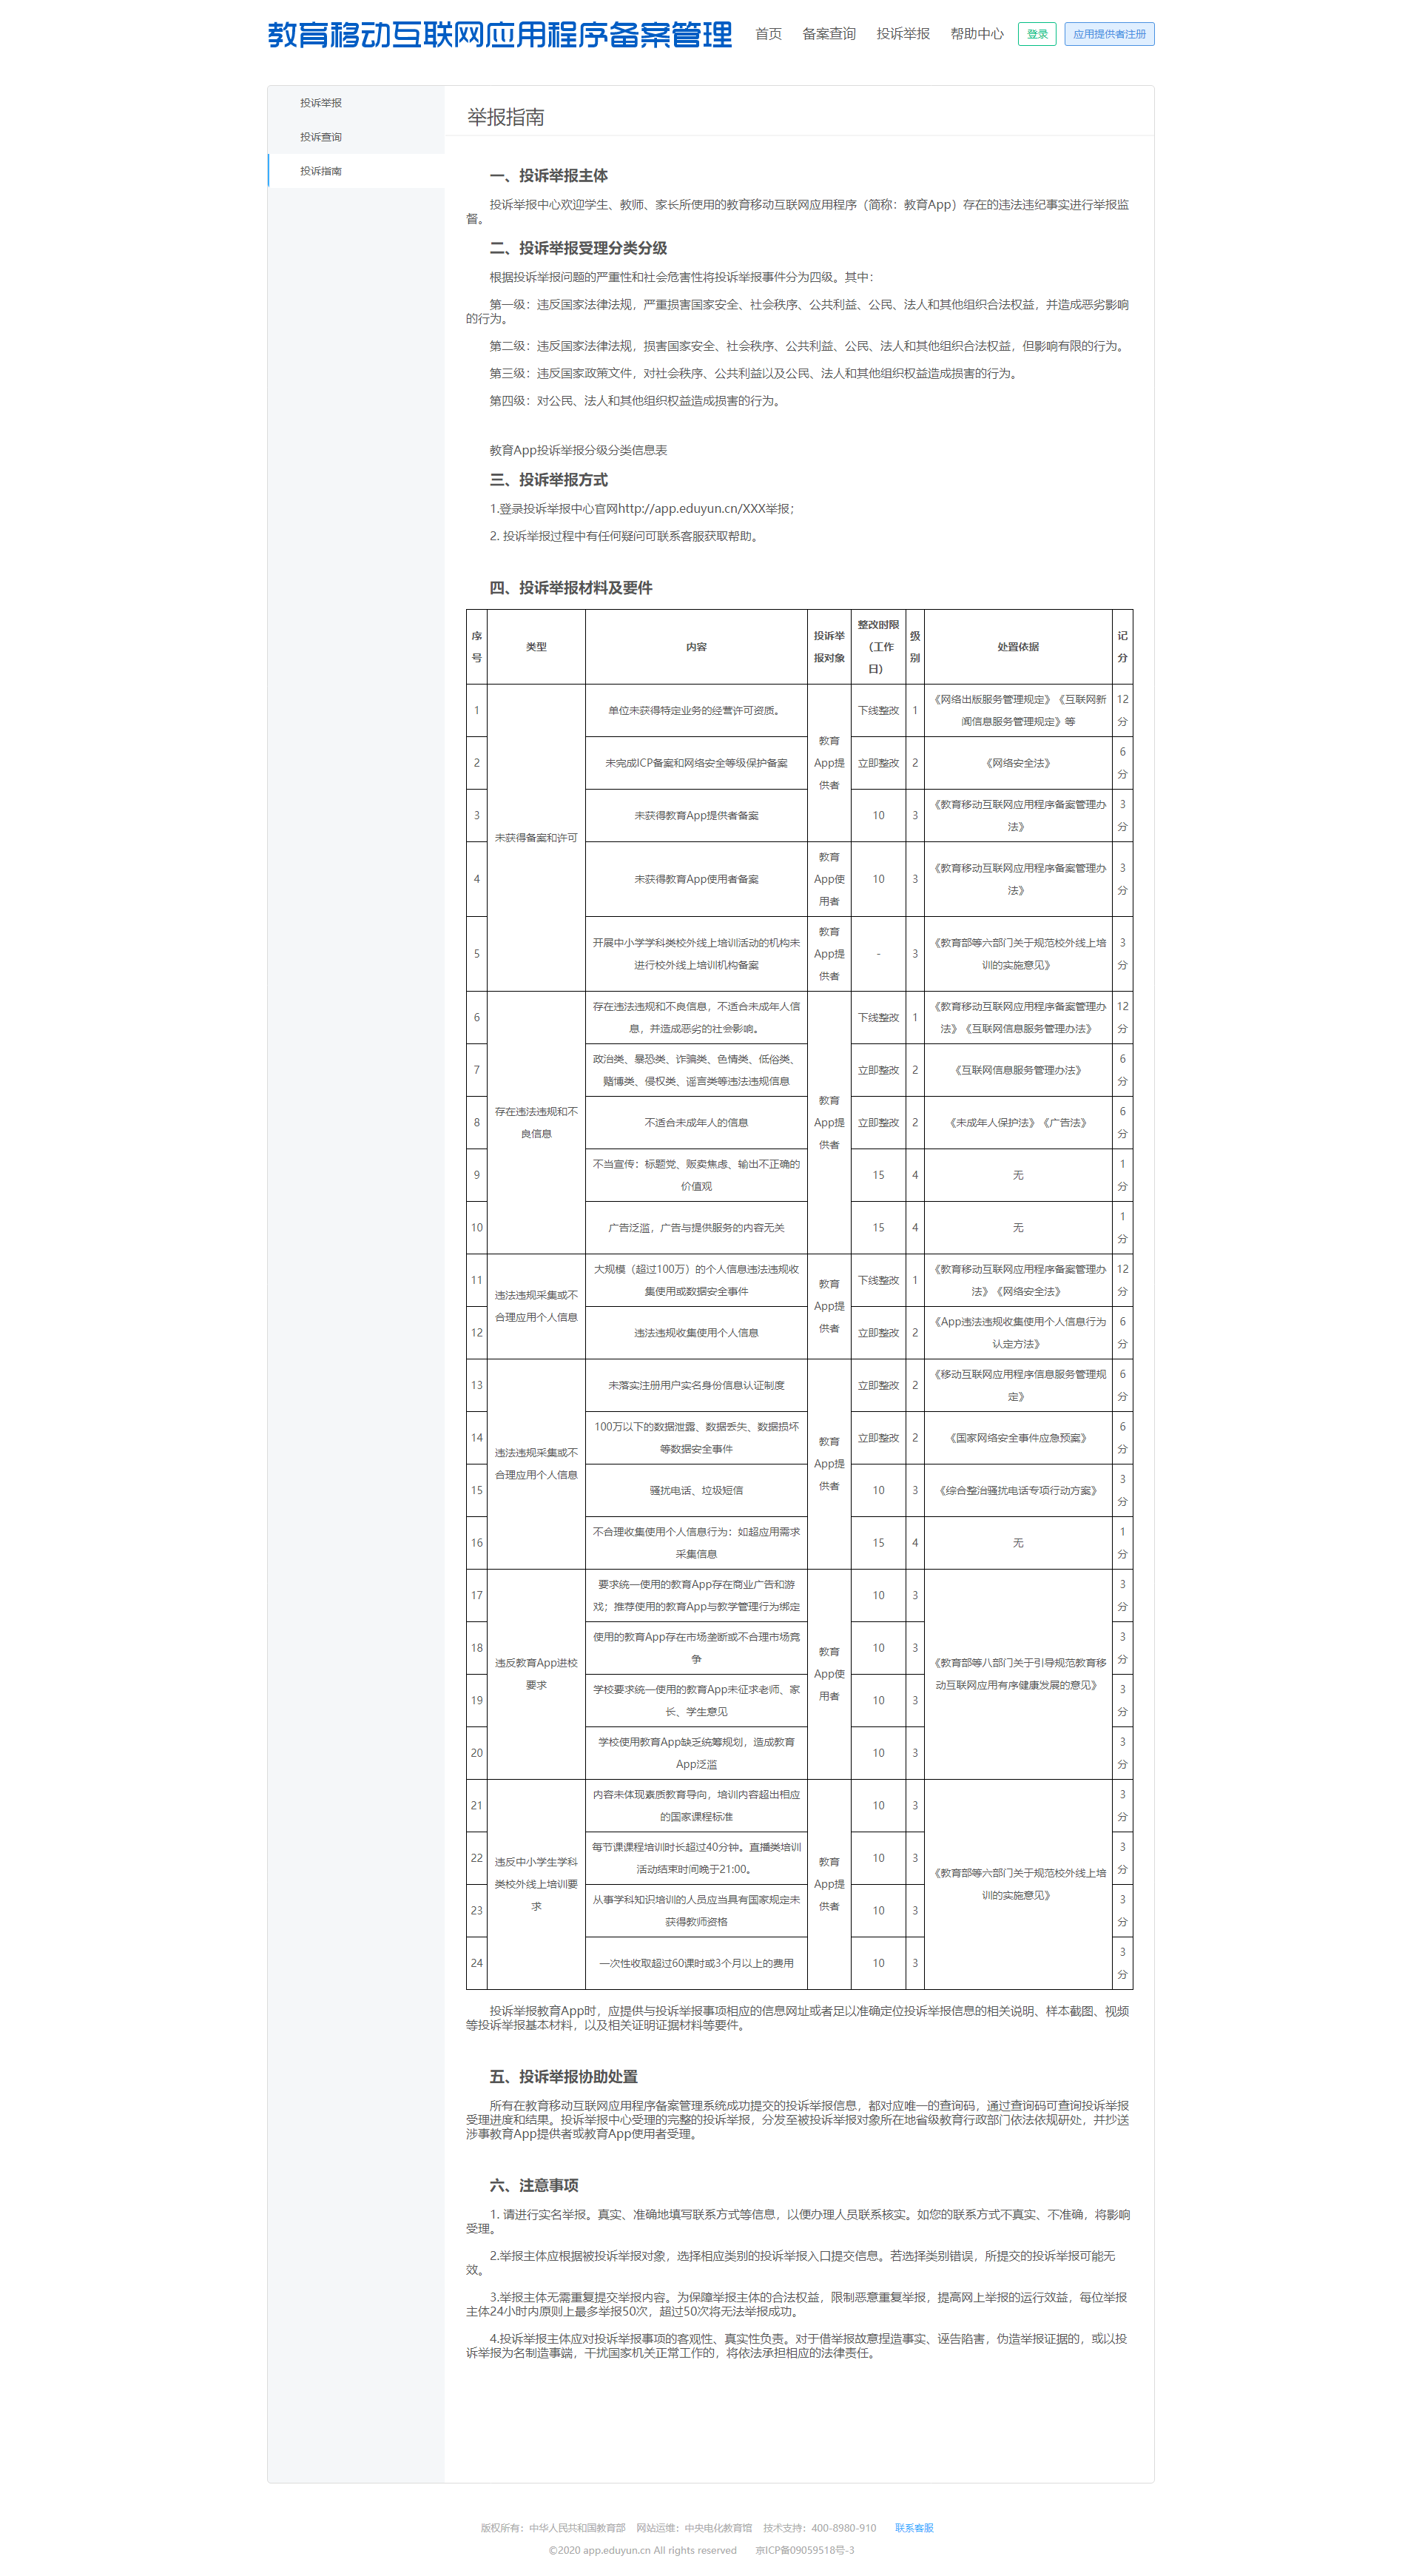 教育移动互联网应用程序备案管理
首页 备案查询 投诉举报 帮助中心 登录 应用提供者注册
投诉举报
投诉查询
投诉指南
举报指南
一、投诉举报主体
投诉举报中心欢迎学生、教师、家长所使用的教育移动互联网应用程序（简称：教育App）存在的违法违纪事实进行举报监
督。
二、投诉举报受理分类分级
根据投诉举报问题的严重性和社会危害性将投诉举报事件分为四级。其中：
第一级：违反国家法律法规，严重损害国家安全、社会秩序、公共利益、公民、法人和其他组织合法权益，并造成恶劣影响
的行为。
第二级：违反国家法律法规，损害国家安全、社会秩序、公共利益、公民、法人和其他组织合法权益，但影响有限的行为。
第三级：违反国家政策文件，对社会秩序、公共利益以及公民、法人和其他组织权益造成损害的行为。
第四级：对公民、法人和其他组织权益造成损害的行为。
教育App投诉举报分级分类信息表
三、投诉举报方式
1.登录投诉举报中心官网http://app.eduyun.cn/XXX举报；
2. 投诉举报过程中有任何疑问可联系客服获取帮助。
四、投诉举报材料及要件
序号 类型 内容 投诉举报对象 整改时限（工作日） 级别 处置依据 记分
1 未获得备案和许可 单位未获得特定业务的经营许可资质。 教育App提供者 下线整改 1 《网络出版服务管理规定》《互联网新闻信息服务管理规定》等 12分
2 未完成ICP备案和网络安全等级保护备案 立即整改 2 《网络安全法》 6分
3 未获得教育App提供者备案 10 3 《教育移动互联网应用程序备案管理办法》 3分
4 未获得教育App使用者备案 教育App使用者 10 3 《教育移动互联网应用程序备案管理办法》 3分
5 开展中小学学科类校外线上培训活动的机构未进行校外线上培训机构备案 教育App提供者 - 3 《教育部等六部门关于规范校外线上培训的实施意见》 3分
6 存在违法违规和不良信息 存在违法违规和不良信息，不适合未成年人信息，并造成恶劣的社会影响。 教育App提供者 下线整改 1 《教育移动互联网应用程序备案管理办法》《互联网信息服务管理办法》 12分
7 政治类、暴恐类、诈骗类、色情类、低俗类、赌博类、侵权类、谣言类等违法违规信息 立即整改 2 《互联网信息服务管理办法》 6分
8 不适合未成年人的信息 立即整改 2 《未成年人保护法》《广告法》 6分
9 不当宣传：标题党、贩卖焦虑、输出不正确的价值观 15 4 无 1分
10 广告泛滥，广告与提供服务的内容无关 15 4 无 1分
11 违法违规采集或不合理应用个人信息 大规模（超过100万）的个人信息违法违规收集使用或数据安全事件 教育App提供者 下线整改 1 《教育移动互联网应用程序备案管理办法》《网络安全法》 12分
12 违法违规收集使用个人信息 立即整改 2 《App违法违规收集使用个人信息行为认定方法》 6分
13 违法违规采集或不合理应用个人信息 未落实注册用户实名身份信息认证制度 教育App提供者 立即整改 2 《移动互联网应用程序信息服务管理规定》 6分
14 100万以下的数据泄露、数据丢失、数据损坏等数据安全事件 立即整改 2 《国家网络安全事件应急预案》 6分
15 骚扰电话、垃圾短信 10 3 《综合整治骚扰电话专项行动方案》 3分
16 不合理收集使用个人信息行为：如超应用需求采集信息 15 4 无 1分
17 违反教育App进校要求 要求统一使用的教育App存在商业广告和游戏；推荐使用的教育App与教学管理行为绑定 教育App使用者 10 3 《教育部等八部门关于引导规范教育移动互联网应用有序健康发展的意见》 3分
18 使用的教育App存在市场垄断或不合理市场竞争 10 3 3分
19 学校要求统一使用的教育App未征求老师、家长、学生意见 10 3 3分
20 学校使用教育App缺乏统筹规划，造成教育App泛滥 10 3 3分
21 违反中小学生学科类校外线上培训要求 内容未体现素质教育导向，培训内容超出相应的国家课程标准 教育App提供者 10 3 《教育部等六部门关于规范校外线上培训的实施意见》 3分
22 每节课课程培训时长超过40分钟。直播类培训活动结束时间晚于21:00。 10 3 3分
23 从事学科知识培训的人员应当具有国家规定未获得教师资格 10 3 3分
24 一次性收取超过60课时或3个月以上的费用 10 3 3分
投诉举报教育App时，应提供与投诉举报事项相应的信息网址或者足以准确定位投诉举报信息的相关说明、样本截图、视频
等投诉举报基本材料，以及相关证明证据材料等要件。
五、投诉举报协助处置
所有在教育移动互联网应用程序备案管理系统成功提交的投诉举报信息，都对应唯一的查询码，通过查询码可查询投诉举报
受理进度和结果。投诉举报中心受理的完整的投诉举报，分发至被投诉举报对象所在地省级教育行政部门依法依规研处，并抄送
涉事教育App提供者或教育App使用者受理。
六、注意事项
1. 请进行实名举报。真实、准确地填写联系方式等信息，以便办理人员联系核实。如您的联系方式不真实、不准确，将影响
受理。
2.举报主体应根据被投诉举报对象，选择相应类别的投诉举报入口提交信息。若选择类别错误，所提交的投诉举报可能无
效。
3.举报主体无需重复提交举报内容。为保障举报主体的合法权益，限制恶意重复举报，提高网上举报的运行效益，每位举报
主体24小时内原则上最多举报50次，超过50次将无法举报成功。
4.投诉举报主体应对投诉举报事项的客观性、真实性负责。对于借举报故意捏造事实、诬告陷害，伪造举报证据的，或以投
诉举报为名制造事端，干扰国家机关正常工作的，将依法承担相应的法律责任。
版权所有：中华人民共和国教育部 网站运维：中央电化教育馆 技术支持：400-8980-910 联系客服
©2020 app.eduyun.cn All rights reserved 京ICP备09059518号-3